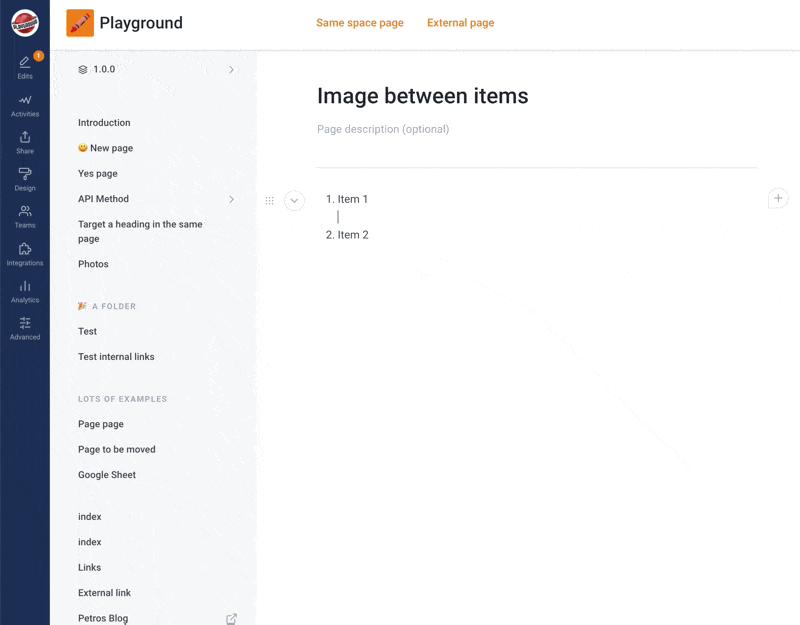 Playground
Same space page
External page
1
Edits
Activities
Share
Design
Teams
Integrations
Analytics
Advanced
1.0.0
Introduction
😀 New page
Yes page
API Method
Target a heading in the same
page
Photos
🎉 A FOLDER
Test
Test internal links
LOTS OF EXAMPLES
Page page
Page to be moved
Google Sheet
index
index
Links
External link
Petros Blog
Image between items
Page description (optional)
1. Item 1
2. Item 2